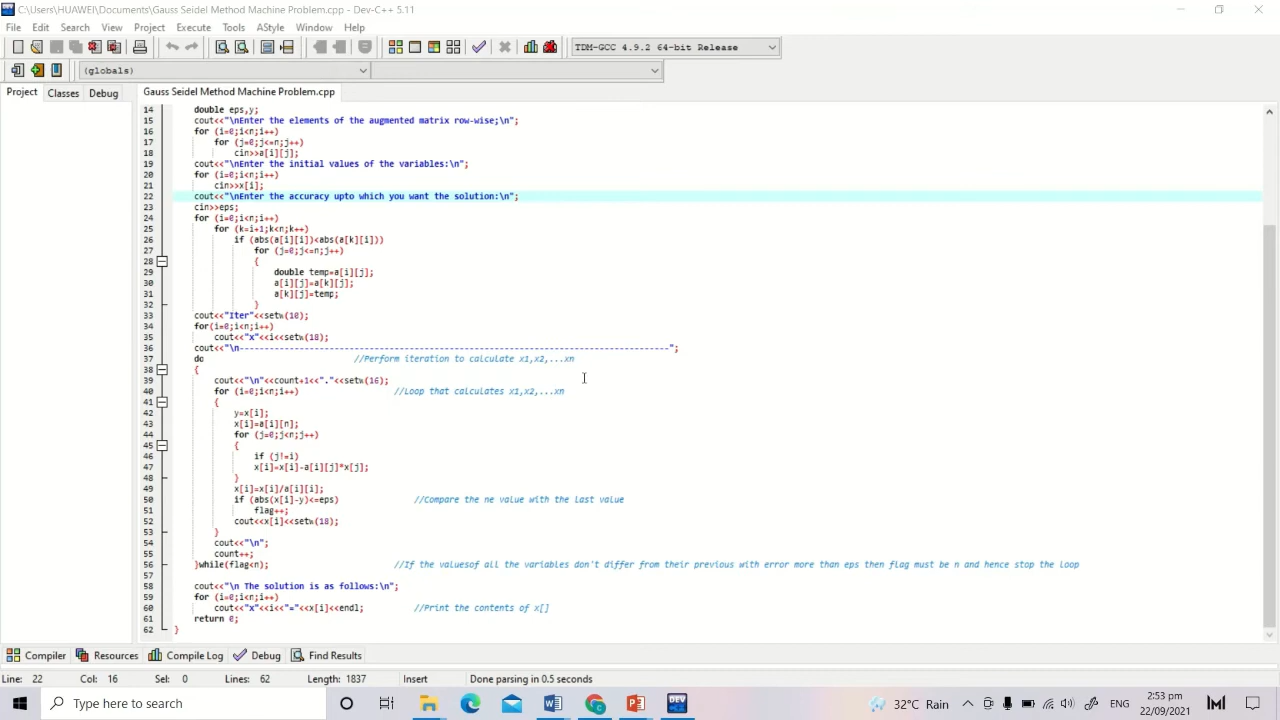 C:\Users\HUAWEI\Documents\Gauss Seidel Method Machine Problem.cpp - Dev-C++ 5.11
File Edit Search View Project Execute Tools AStyle Window Help
TDM-GCC 4.9.2 64-bit Release
(globals)
Project Classes Debug Gauss Seidel Method Machine Problem.cpp
14 double eps,y;
15 cout<<"\nEnter the elements of the augmented matrix row-wise;\n";
16 for (i=0;i<n;i++)
17 for (j=0;j<=n;j++)
18 cin>>a[i][j];
19 cout<<"\nEnter the initial values of the variables:\n";
20 for (i=0;i<n;i++)
21 cin>>x[i];
22 cout<<"\nEnter the accuracy upto which you want the solution:\n";
23 cin>>eps;
24 for (i=0;i<n;i++)
25 for (k=i+1;k<n;k++)
26 if (abs(a[i][i])<abs(a[k][i]))
27 for (j=0;j<=n;j++)
28 {
29 double temp=a[i][j];
30 a[i][j]=a[k][j];
31 a[k][j]=temp;
32 }
33 cout<<"Iter"<<setw(10);
34 for(i=0;i<n;i++)
35 cout<<"x"<<i<<setw(18);
36 cout<<"\n--------------------------------------------------------------------------------------";
37 do //Perform iteration to calculate x1,x2,...xn
38 {
39 cout<<"\n"<<count+1<<"."<<setw(16);
40 for (i=0;i<n;i++) //Loop that calculates x1,x2,...xn
41 {
42 y=x[i];
43 x[i]=a[i][n];
44 for (j=0;j<n;j++)
45 {
46 if (j!=i)
47 x[i]=x[i]-a[i][j]*x[j];
48 }
49 x[i]=x[i]/a[i][i];
50 if (abs(x[i]-y)<=eps) //Compare the ne value with the last value
51 flag++;
52 cout<<x[i]<<setw(18);
53 }
54 cout<<"\n";
55 count++;
56 }while(flag<n); //If the valuesof all the variables don't differ from their previous with error more than eps then flag must be n and hence stop the loop
57
58 cout<<"\n The solution is as follows:\n";
59 for (i=0;i<n;i++)
60 cout<<"x"<<i<<"="<<x[i]<<endl; //Print the contents of x[]
61 return 0;
62 }
Compiler Resources Compile Log Debug Find Results
Line: 22 Col: 16 Sel: 0 Lines: 62 Length: 1837 Insert Done parsing in 0.5 seconds
Type here to search 32°C Rain ENG 2:53 pm
22/09/2021